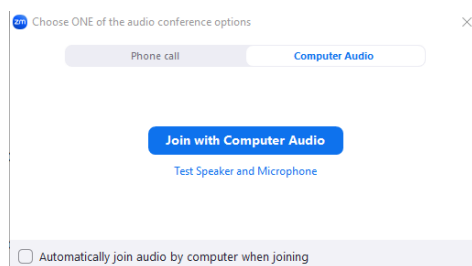 zm Choose ONE of the audio conference options
Phone call Computer Audio
Join with Computer Audio
Test Speaker and Microphone
Automatically join audio by computer when joining